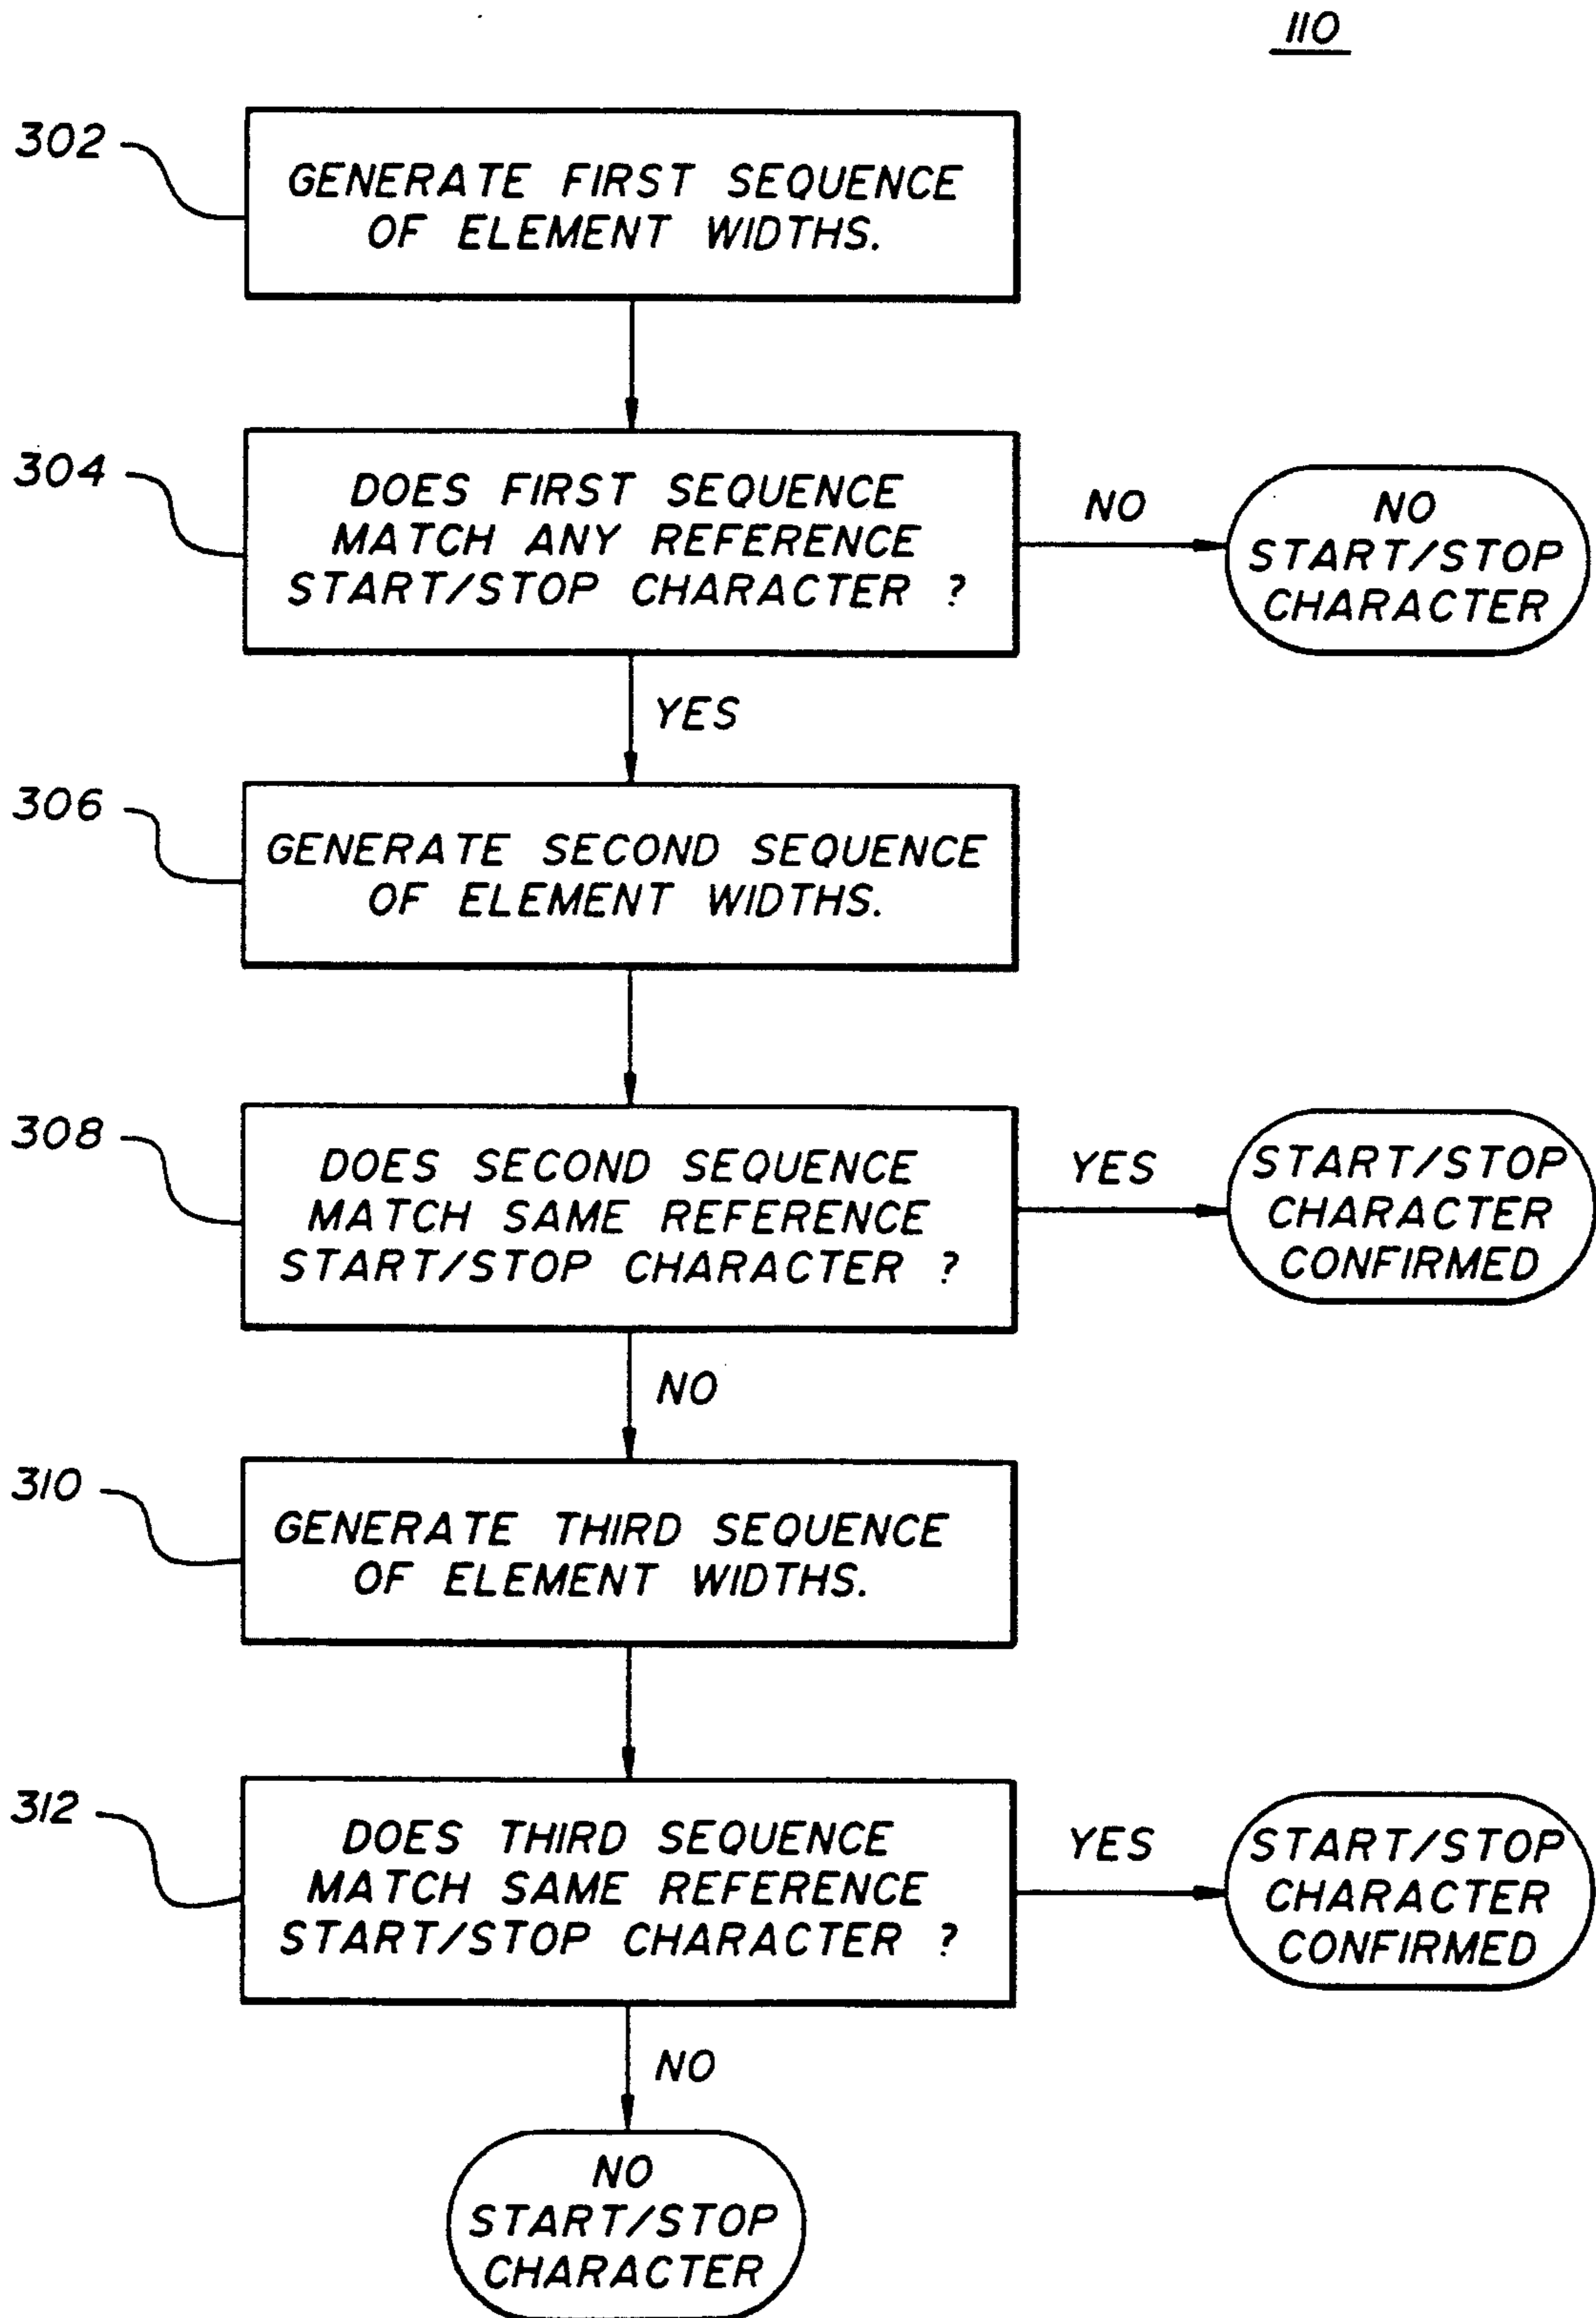 110
302
GENERATE FIRST SEQUENCE
OF ELEMENT WIDTHS.
304
DOES FIRST SEQUENCE
MATCH ANY REFERENCE
START/STOP CHARACTER ?
NO
NO
START/STOP
CHARACTER
YES
306
GENERATE SECOND SEQUENCE
OF ELEMENT WIDTHS.
308
DOES SECOND SEQUENCE
MATCH SAME REFERENCE
START/STOP CHARACTER ?
YES
START/STOP
CHARACTER
CONFIRMED
NO
310
GENERATE THIRD SEQUENCE
OF ELEMENT WIDTHS.
312
DOES THIRD SEQUENCE
MATCH SAME REFERENCE
START/STOP CHARACTER ?
YES
START/STOP
CHARACTER
CONFIRMED
NO
NO
START/STOP
CHARACTER